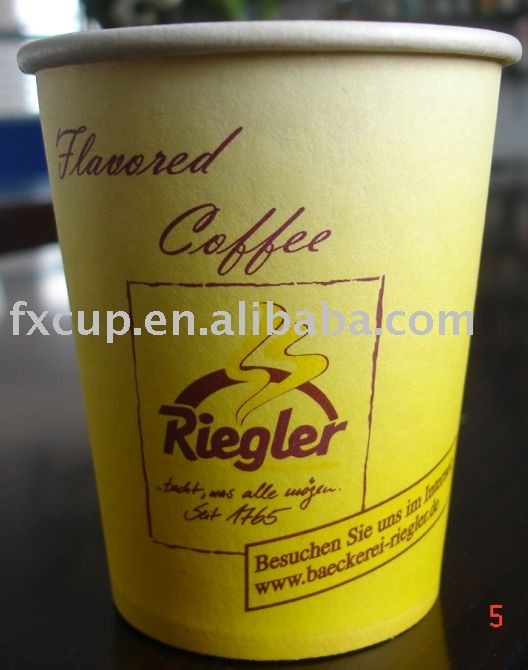 Flavored
Coffee
fxcup.en.alibaba.com
Riegler
..backt, was alle mögen.
Seit 1765
Besuchen Sie uns im Internet
www.baeckerei-riegler.de
5